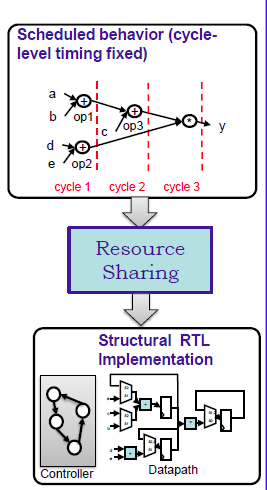 Scheduled behavior (cycle-
level timing fixed)
a
+
b op1
+
c op3
*
y
d
+
e op2
cycle 1 cycle 2 cycle 3
Resource
Sharing
Structural RTL
Implementation
Controller
Datapath